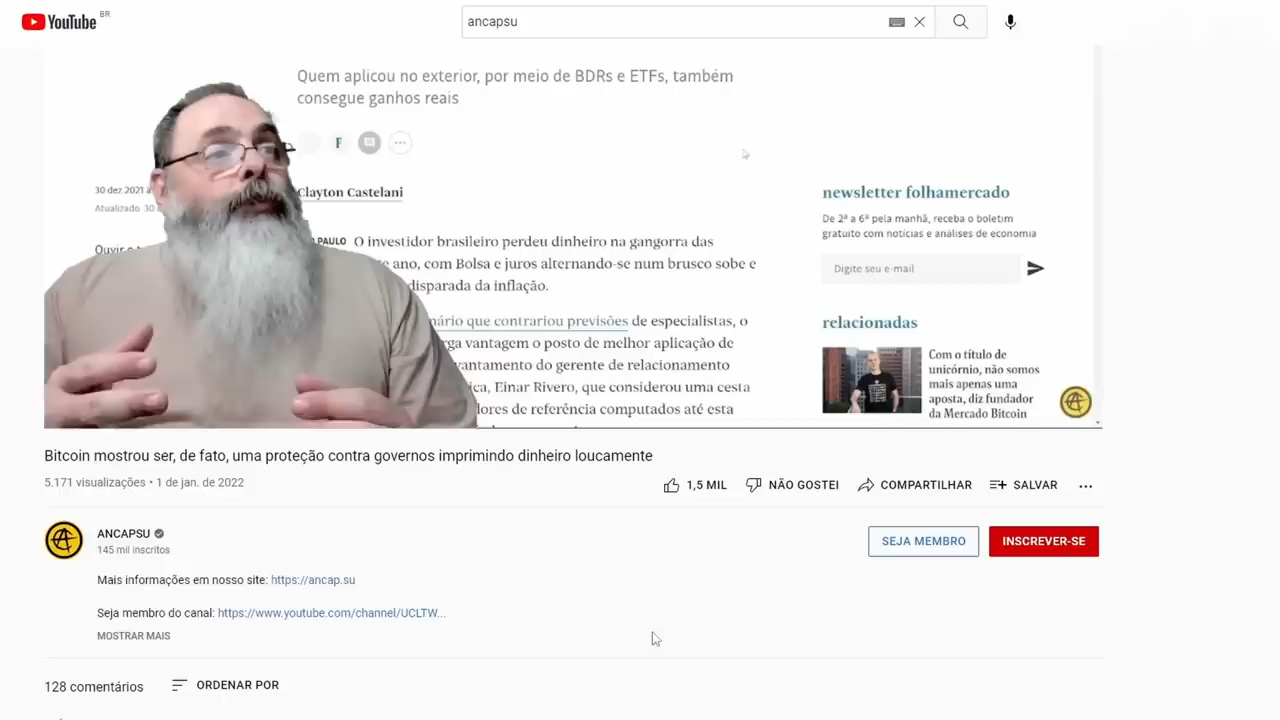 YouTube BR
ancapsu
Quem aplicou no exterior, por meio de BDRs e ETFs, também
consegue ganhos reais
F
30 dez.2021 à
Clayton Castelani
Atualizado 30
newsletter folhamercado
De 2ª a 6ª pela manhã, receba o boletim
gratuito com notícias e análises de economia
Digite seu e-mail
PAULO O investidor brasileiro perdeu dinheiro na gangorra das
ano, com Bolsa e juros alternando-se num brusco sobe e
disparada da inflação.
que contrariou previsões de especialistas, o
vantagem o posto de melhor aplicação de
do gerente de relacionamento
Einar Rivero, que considerou uma cesta
de referência computados até esta
relacionadas
Com o título de
unicórnio, não somos
mais apenas uma
aposta, diz fundador
da Mercado Bitcoin
Bitcoin mostrou ser, de fato, uma proteção contra governos imprimindo dinheiro loucamente
5.171 visualizações • 1 de jan. de 2022
1,5 MIL NÃO GOSTEI COMPARTILHAR SALVAR
ANCAPSU
145 mil inscritos
SEJA MEMBRO INSCREVER-SE
Mais informações em nosso site: https://ancap.su
Seja membro do canal: https://www.youtube.com/channel/UCLTW...
MOSTRAR MAIS
128 comentários ORDENAR POR